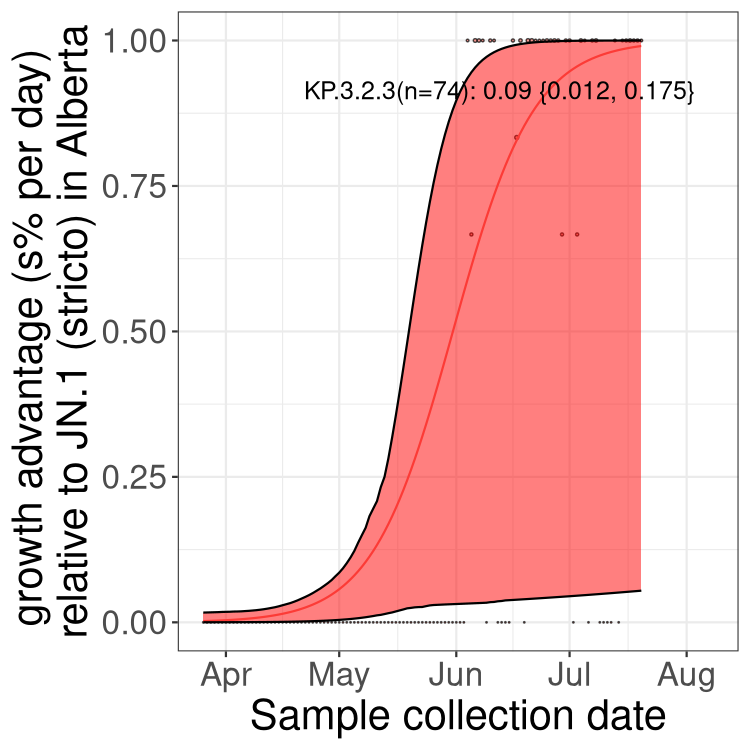 growth advantage (s% per day)
relative to JN.1 (stricto) in Alberta
1.00
0.75
0.50
0.25
0.00
KP.3.2.3(n=74): 0.09 {0.012, 0.175}
Apr May Jun Jul Aug
Sample collection date